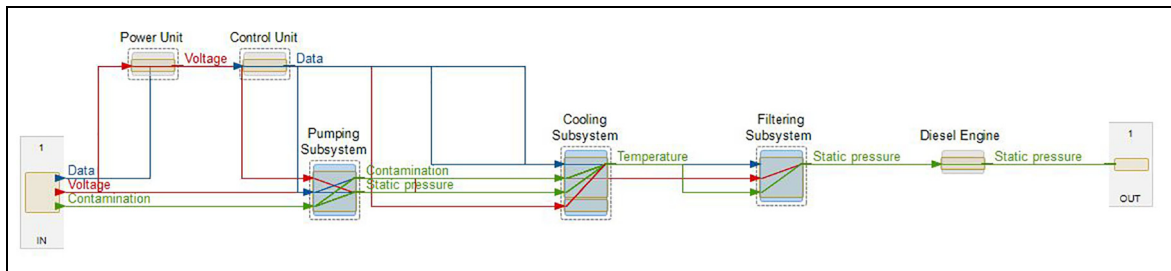 Power Unit
Control Unit
Voltage
Data
1
Data
Voltage
Contamination
IN
Pumping
Subsystem
Contamination
Static pressure
Cooling
Subsystem
Temperature
Filtering
Subsystem
Static pressure
Diesel Engine
Static pressure
1
OUT